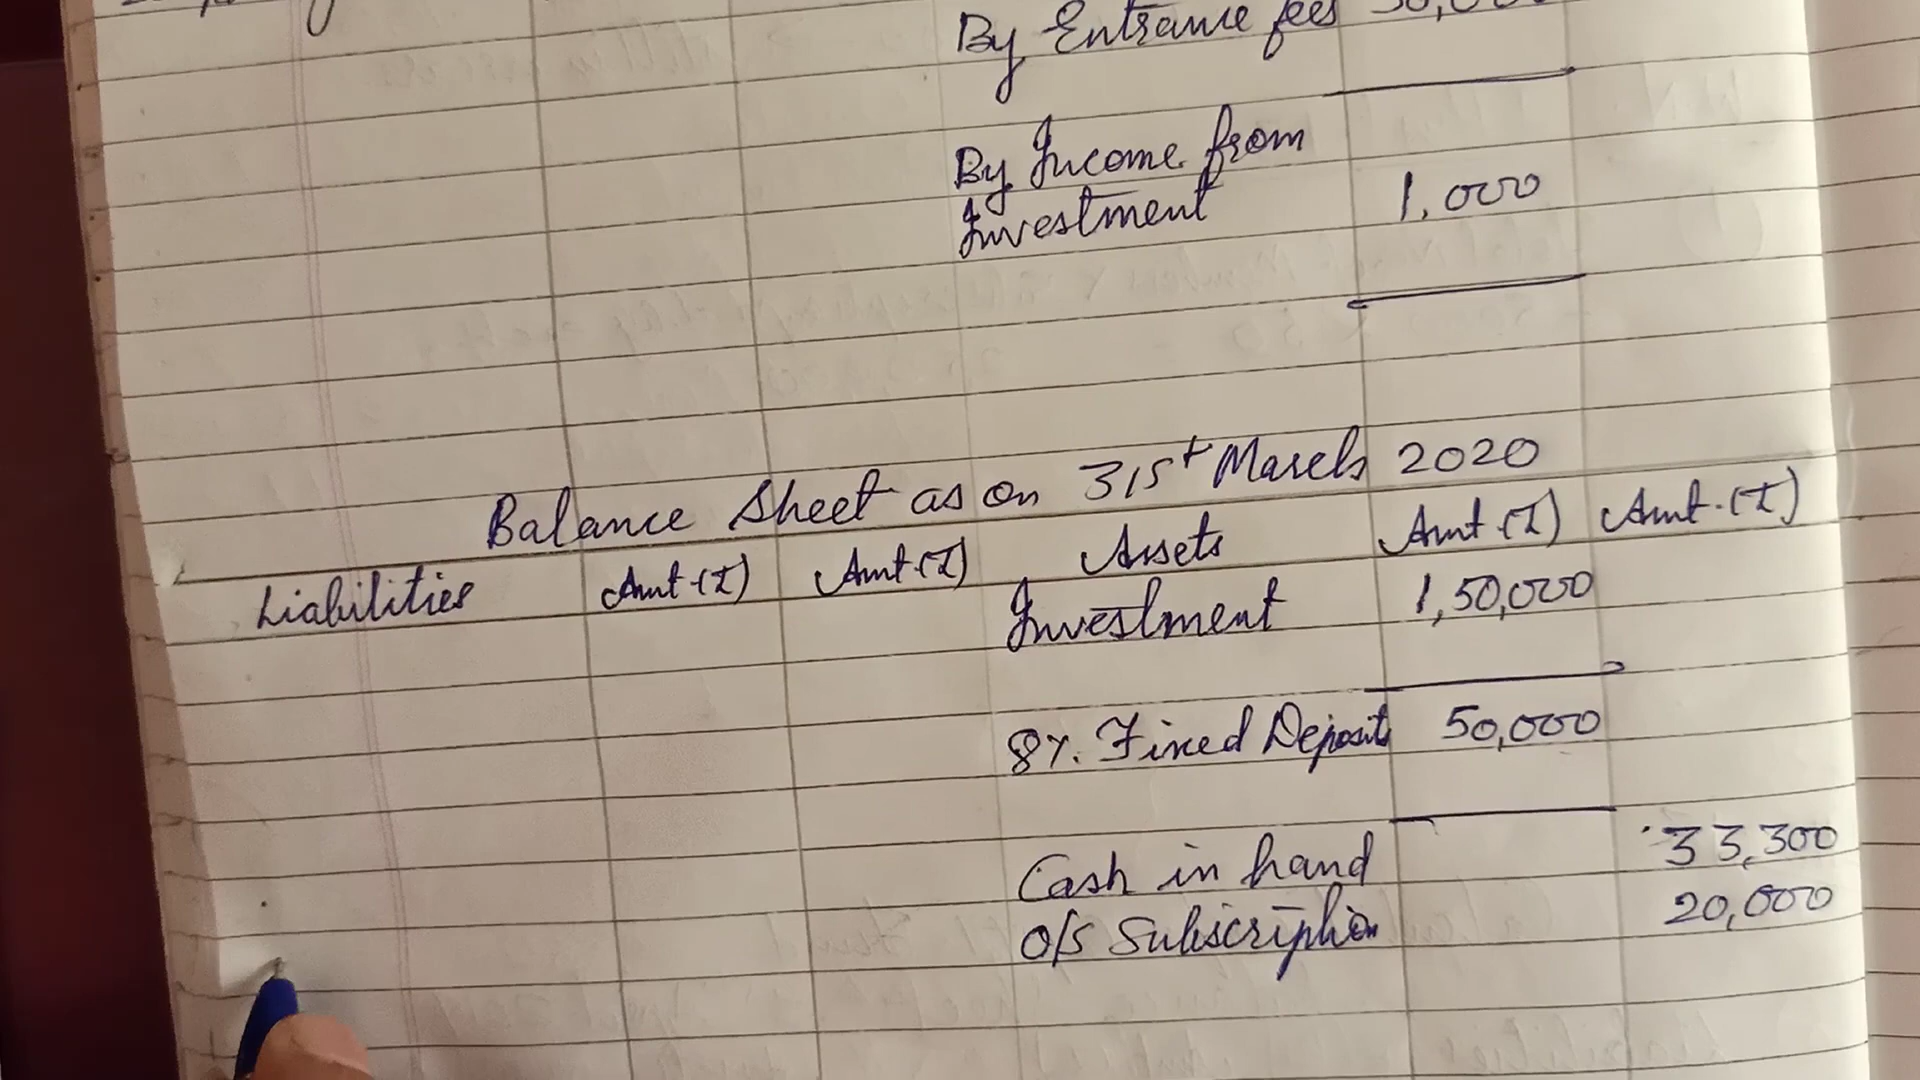 By Entrance fees
By Income from
Investment 1,000
Balance Sheet as on 31st March 2020
Liabilities Amt (₹) Amt (₹) Assets Amt (₹) Amt. (₹)
Investment 1,50,000
8%. Fixed Deposit 50,000
Cash in hand 33,300
O/S Subscription 20,000